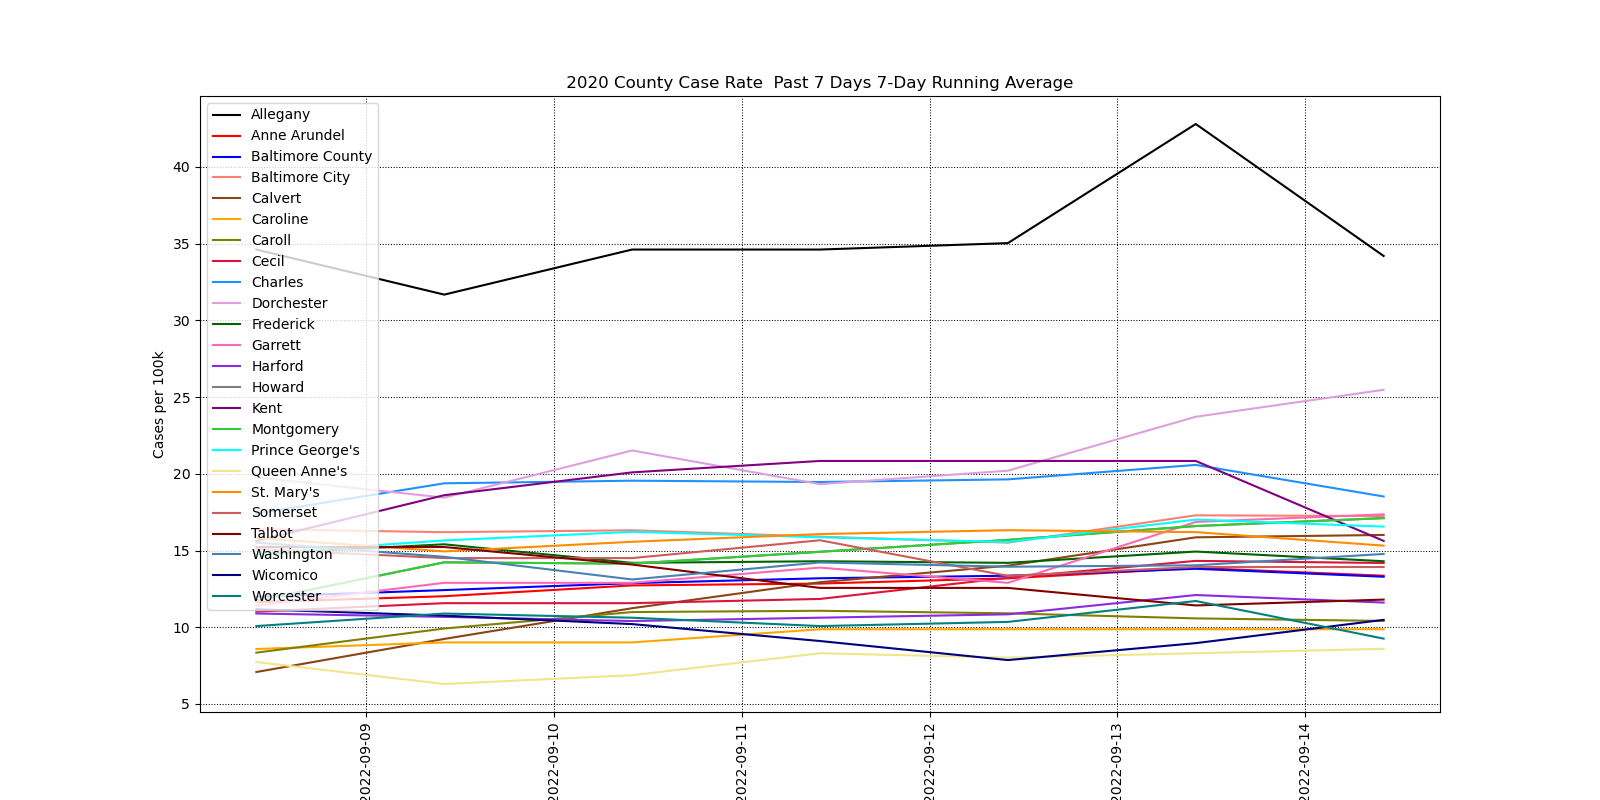 2020 County Case Rate  Past 7 Days 7-Day Running Average
Cases per 100k
40
35
30
25
20
15
10
5
Allegany
Anne Arundel
Baltimore County
Baltimore City
Calvert
Caroline
Caroll
Cecil
Charles
Dorchester
Frederick
Garrett
Harford
Howard
Kent
Montgomery
Prince George's
Queen Anne's
St. Mary's
Somerset
Talbot
Washington
Wicomico
Worcester
2022-09-09
2022-09-10
2022-09-11
2022-09-12
2022-09-13
2022-09-14